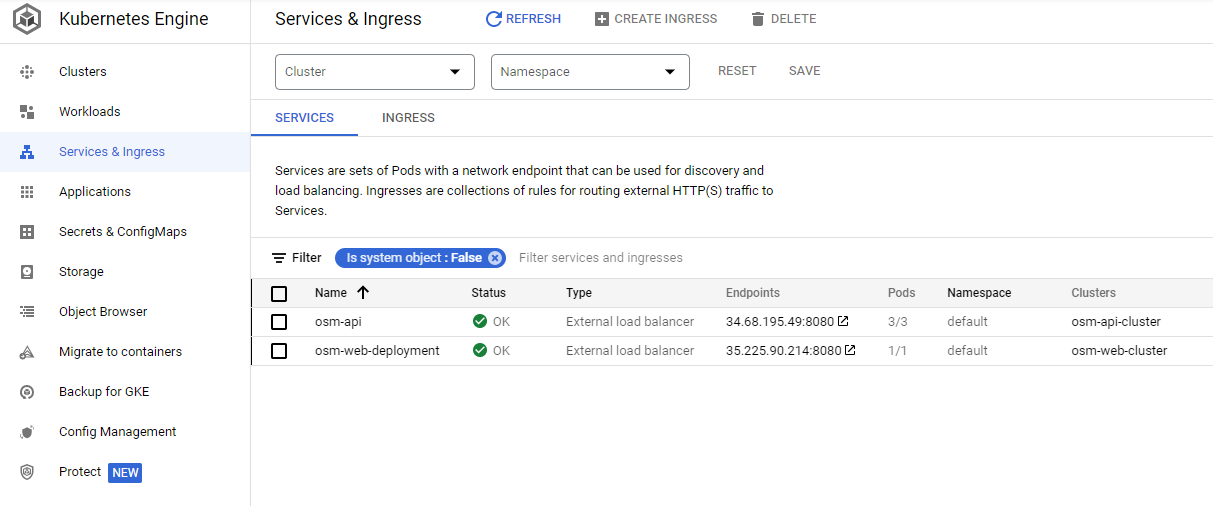 Kubernetes Engine
Services & Ingress
REFRESH
CREATE INGRESS
DELETE
Clusters
Workloads
Services & Ingress
Applications
Secrets & ConfigMaps
Storage
Object Browser
Migrate to containers
Backup for GKE
Config Management
Protect NEW
Cluster
Namespace
RESET
SAVE
SERVICES
INGRESS
Services are sets of Pods with a network endpoint that can be used for discovery and
load balancing. Ingresses are collections of rules for routing external HTTP(S) traffic to
Services.
Filter Is system object : False Filter services and ingresses
Name Status Type Endpoints Pods Namespace Clusters
osm-api OK External load balancer 34.68.195.49:8080 3/3 default osm-api-cluster
osm-web-deployment OK External load balancer 35.225.90.214:8080 1/1 default osm-web-cluster